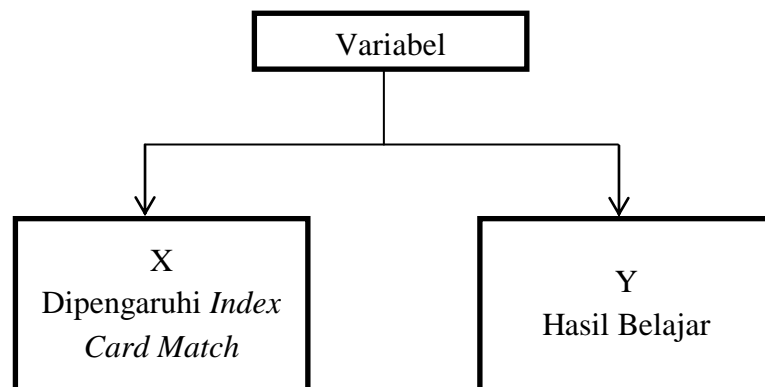 Variabel
X
Dipengaruhi Index
Card Match
Y
Hasil Belajar